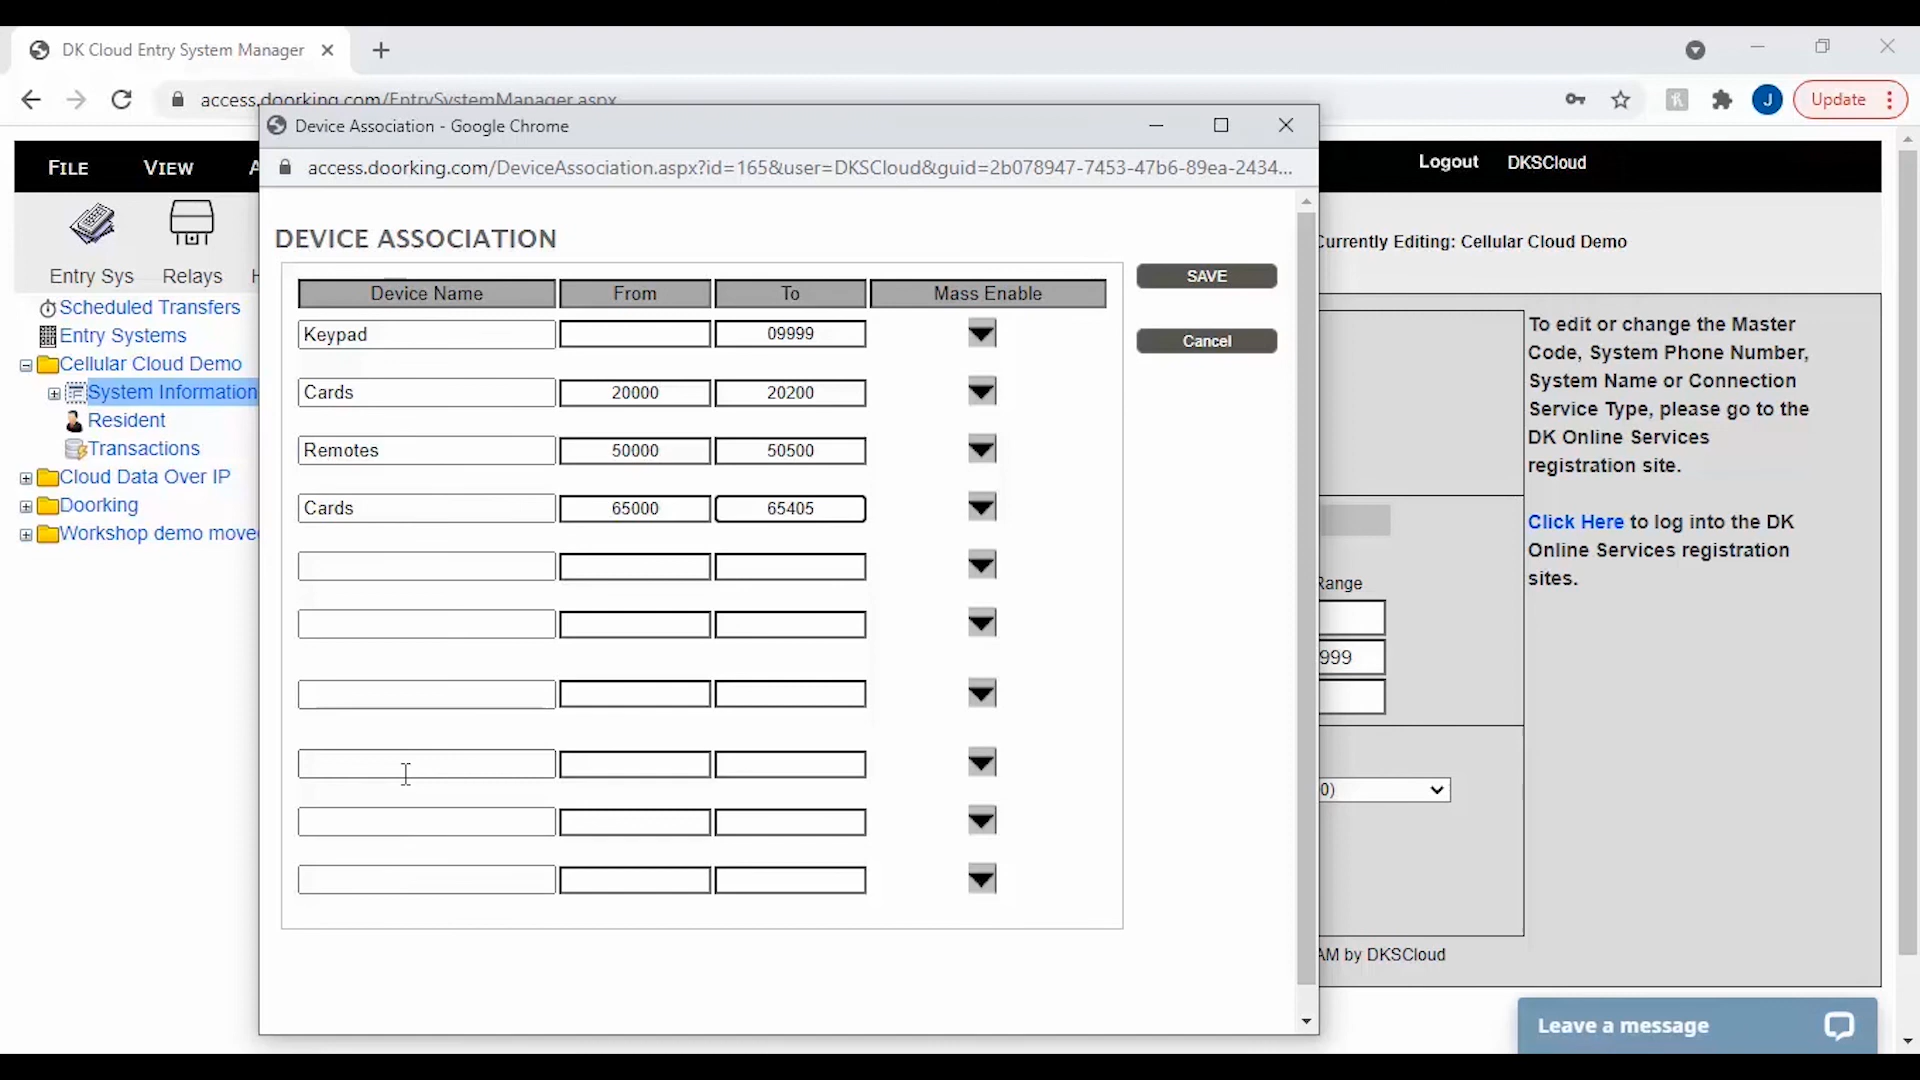 DK Cloud Entry System Manager
access.doorking.com/EntrySystemManager.aspx
J
Update
Device Association - Google Chrome
access.doorking.com/DeviceAssociation.aspx?id=165&user=DKSCloud&guid=2b078947-7453-47b6-89ea-2434...
FILE
VIEW
A
Logout
DKSCloud
Entry Sys
Relays
H
Currently Editing: Cellular Cloud Demo
Scheduled Transfers
Entry Systems
Cellular Cloud Demo
System Information
Resident
Transactions
Cloud Data Over IP
Doorking
Workshop demo move
DEVICE ASSOCIATION
Device Name From To Mass Enable
Keypad 09999
Cards 20000 20200
Remotes 50000 50500
Cards 65000 65405
SAVE
Cancel
Range
999
0)
AM by DKSCloud
To edit or change the Master
Code, System Phone Number,
System Name or Connection
Service Type, please go to the
DK Online Services
registration site.
Click Here to log into the DK
Online Services registration
sites.
Leave a message